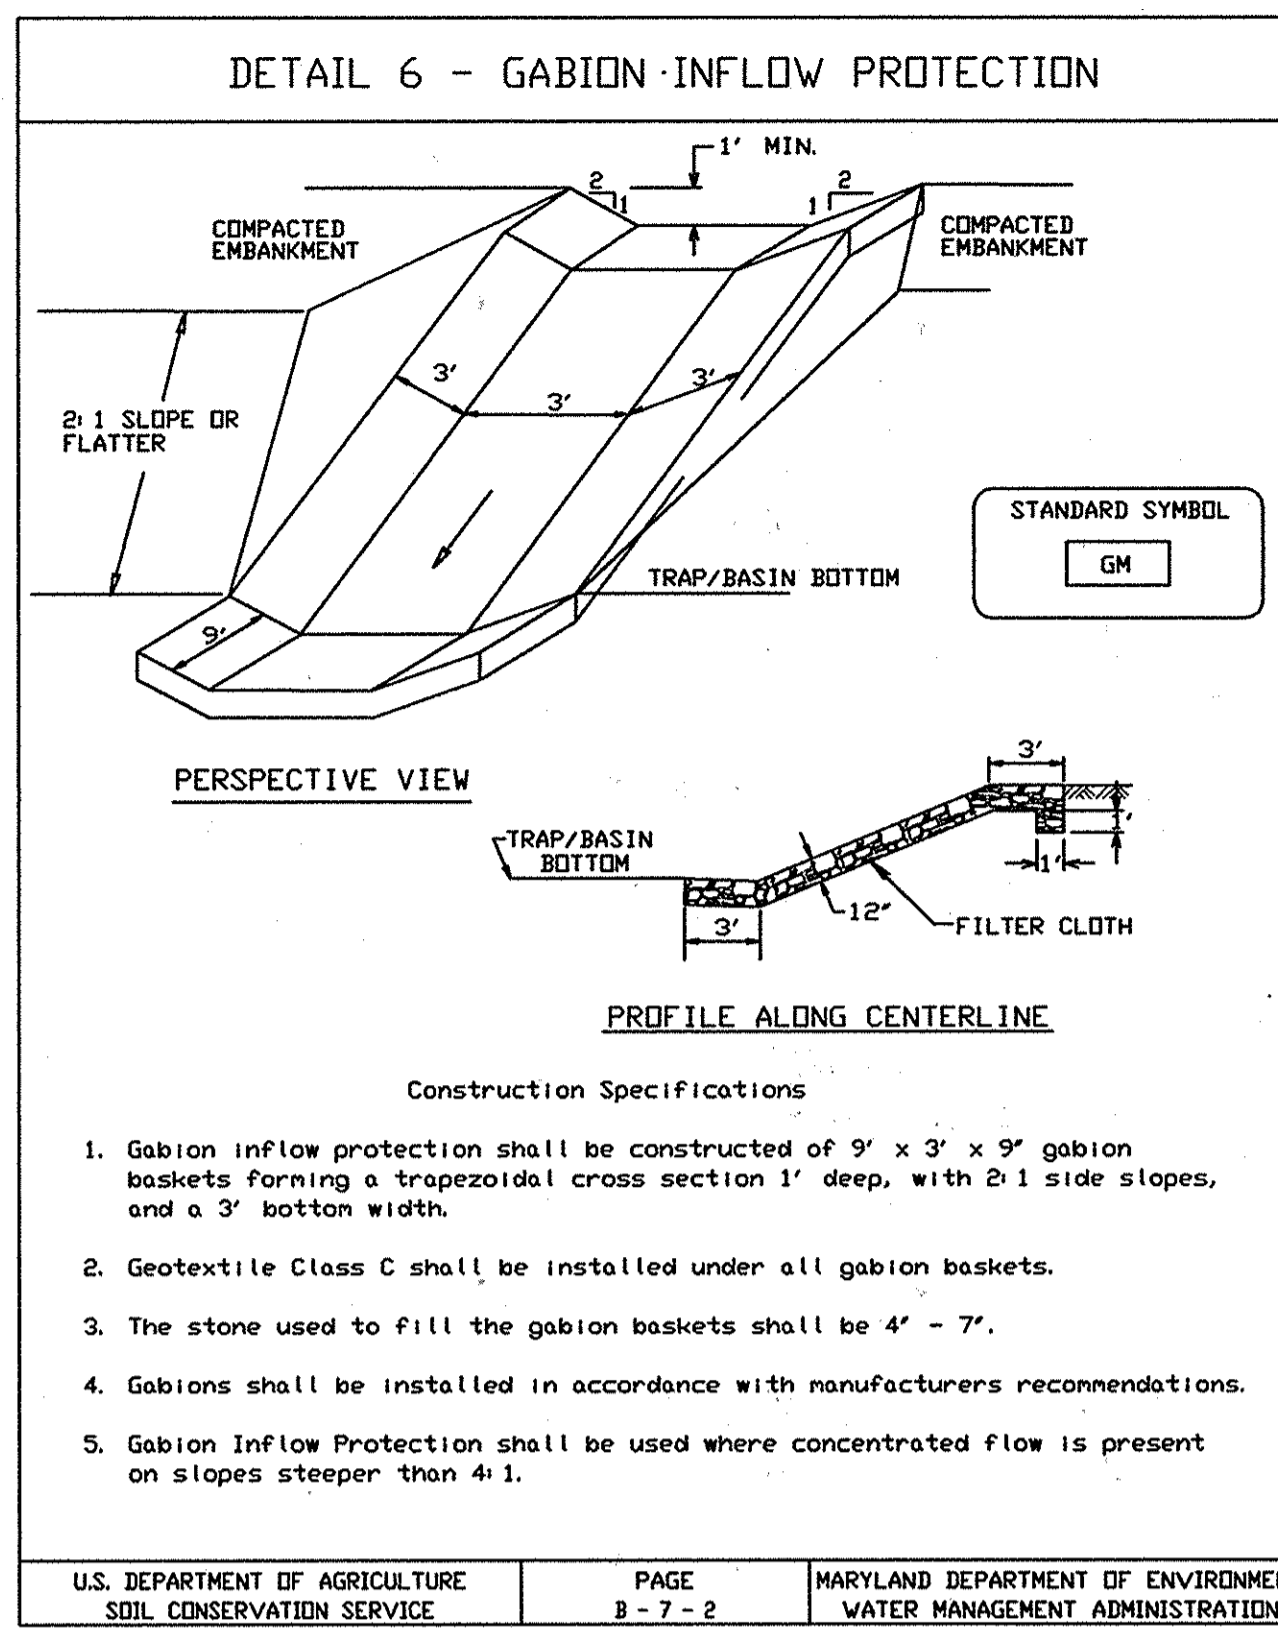 DETAIL 6 - GABION INFLOW PROTECTION
1' MIN.
2
1
2
1
COMPACTED
EMBANKMENT
COMPACTED
EMBANKMENT
3'
3'
3'
2:1 SLOPE OR
FLATTER
STANDARD SYMBOL
GM
TRAP/BASIN BOTTOM
9'
PERSPECTIVE VIEW
3'
TRAP/BASIN
BOTTOM
1'
1'
12"
3'
FILTER CLOTH
PROFILE ALONG CENTERLINE
Construction Specifications
1. Gabion inflow protection shall be constructed of 9' x 3' x 9" gabion
baskets forming a trapezoidal cross section 1' deep, with 2:1 side slopes,
and a 3' bottom width.
2. Geotextile Class C shall be installed under all gabion baskets.
3. The stone used to fill the gabion baskets shall be 4" - 7".
4. Gabions shall be installed in accordance with manufacturers recommendations.
5. Gabion Inflow Protection shall be used where concentrated flow is present
on slopes steeper than 4:1.
U.S. DEPARTMENT OF AGRICULTURE
SOIL CONSERVATION SERVICE
PAGE
B - 7 - 2
MARYLAND DEPARTMENT OF ENVIRONME
WATER MANAGEMENT ADMINISTRATION